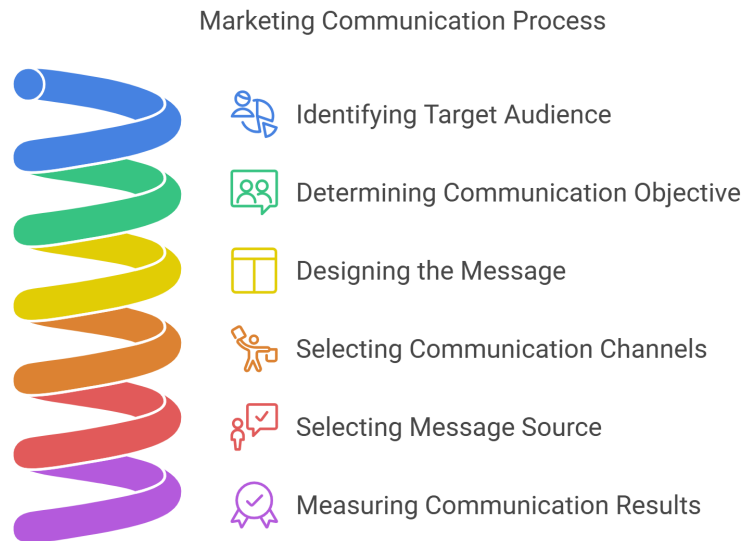 Marketing Communication Process
Identifying Target Audience
Determining Communication Objective
Designing the Message
Selecting Communication Channels
Selecting Message Source
Measuring Communication Results